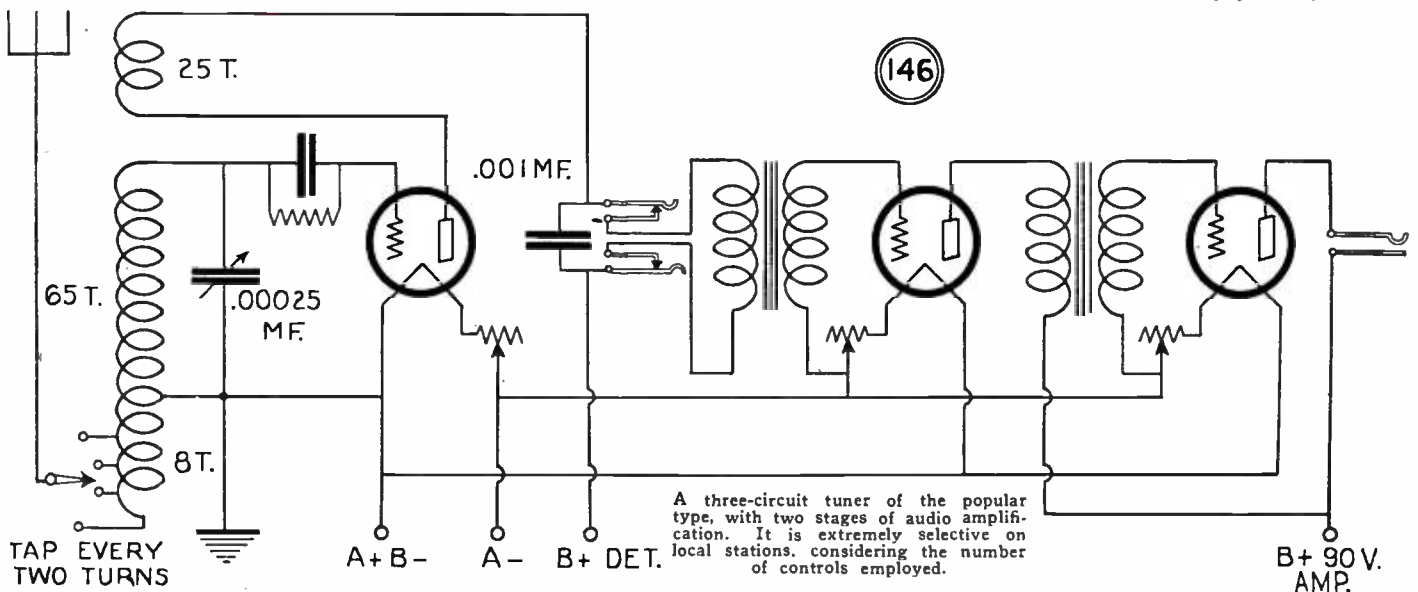 146
25 T.
.001 MF.
65 T.
.00025
MF.
8 T.
TAP EVERY
TWO TURNS
A+ B-
A-
B+ DET.
A three-circuit tuner of the popular
type, with two stages of audio amplifi-
cation. It is extremely selective on
local stations. considering the number
of controls employed.
B+ 90 V.
AMP.